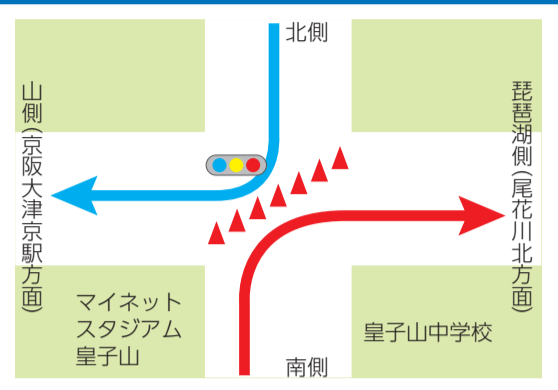 北側
山側(京阪大津京駅方面)
琵琶湖側(尾花川北方面)
マイネット
スタジアム
皇子山
皇子山中学校
南側